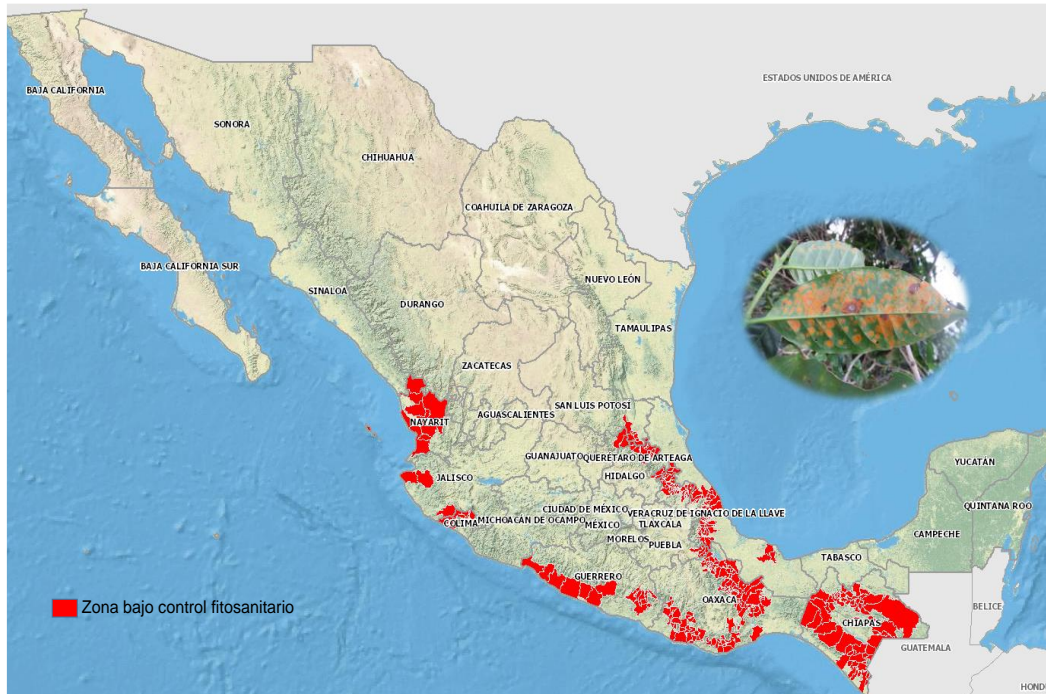 ESTADOS UNIDOS DE AMÉRICA
BAJA CALIFORNIA
SONORA
CHIHUAHUA
COAHUILA DE ZARAGOZA
BAJA CALIFORNIA SUR
NUEVO LEÓN
SINALOA
DURANGO
TAMAULIPAS
ZACATECAS
SAN LUIS POTOSÍ
AGUASCALIENTES
NAYARIT
GUANAJUATO
QUERÉTARO DE ARTEAGA
YUCATÁN
JALISCO
HIDALGO
QUINTANA ROO
CIUDAD DE MÉXICO
VERACRUZ DE IGNACIO DE LA LLAVE
COLIMA
MICHOACÁN DE OCAMPO
MÉXICO
TLAXCALA
CAMPECHE
MORELOS
PUEBLA
TABASCO
GUERRERO
OAXACA
Zona bajo control fitosanitario
BELICE
CHIAPAS
GUATEMALA
HOND